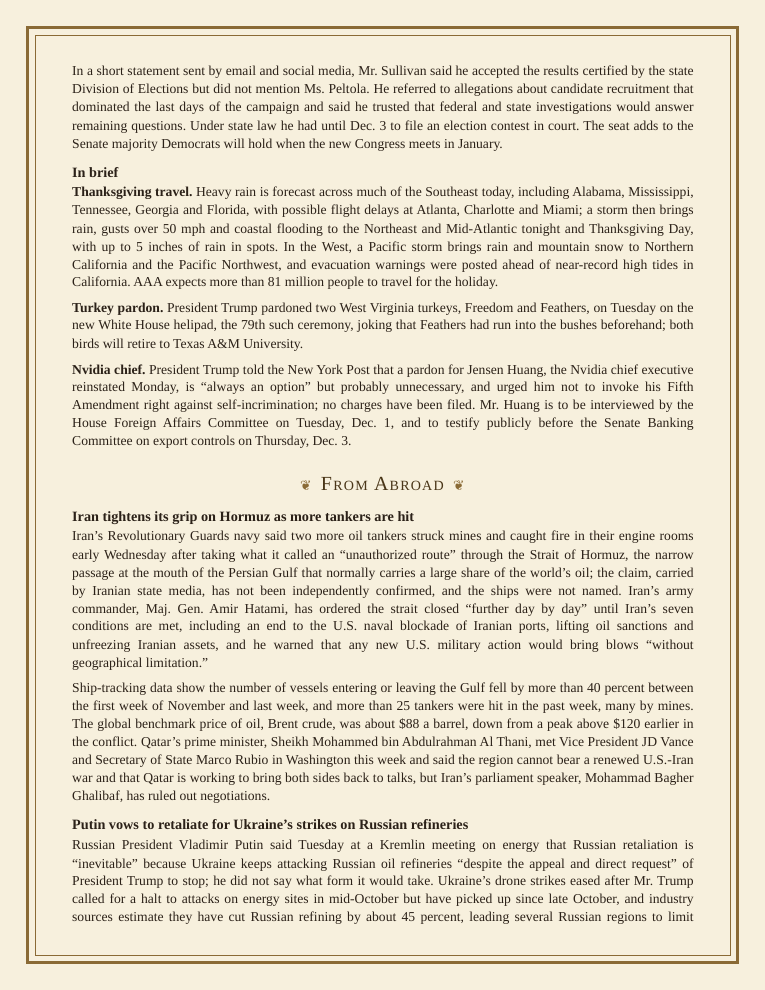 In a short statement sent by email and social media, Mr. Sullivan said he accepted the results certified by the state
Division of Elections but did not mention Ms. Peltola. He referred to allegations about candidate recruitment that
dominated the last days of the campaign and said he trusted that federal and state investigations would answer
remaining questions. Under state law he had until Dec. 3 to file an election contest in court. The seat adds to the
Senate majority Democrats will hold when the new Congress meets in January.
In brief
Thanksgiving travel. Heavy rain is forecast across much of the Southeast today, including Alabama, Mississippi,
Tennessee, Georgia and Florida, with possible flight delays at Atlanta, Charlotte and Miami; a storm then brings
rain, gusts over 50 mph and coastal flooding to the Northeast and Mid-Atlantic tonight and Thanksgiving Day,
with up to 5 inches of rain in spots. In the West, a Pacific storm brings rain and mountain snow to Northern
California and the Pacific Northwest, and evacuation warnings were posted ahead of near-record high tides in
California. AAA expects more than 81 million people to travel for the holiday.
Turkey pardon. President Trump pardoned two West Virginia turkeys, Freedom and Feathers, on Tuesday on the
new White House helipad, the 79th such ceremony, joking that Feathers had run into the bushes beforehand; both
birds will retire to Texas A&M University.
Nvidia chief. President Trump told the New York Post that a pardon for Jensen Huang, the Nvidia chief executive
reinstated Monday, is “always an option” but probably unnecessary, and urged him not to invoke his Fifth
Amendment right against self-incrimination; no charges have been filed. Mr. Huang is to be interviewed by the
House Foreign Affairs Committee on Tuesday, Dec. 1, and to testify publicly before the Senate Banking
Committee on export controls on Thursday, Dec. 3.
❦ From Abroad ❦
Iran tightens its grip on Hormuz as more tankers are hit
Iran’s Revolutionary Guards navy said two more oil tankers struck mines and caught fire in their engine rooms
early Wednesday after taking what it called an “unauthorized route” through the Strait of Hormuz, the narrow
passage at the mouth of the Persian Gulf that normally carries a large share of the world’s oil; the claim, carried
by Iranian state media, has not been independently confirmed, and the ships were not named. Iran’s army
commander, Maj. Gen. Amir Hatami, has ordered the strait closed “further day by day” until Iran’s seven
conditions are met, including an end to the U.S. naval blockade of Iranian ports, lifting oil sanctions and
unfreezing Iranian assets, and he warned that any new U.S. military action would bring blows “without
geographical limitation.”
Ship-tracking data show the number of vessels entering or leaving the Gulf fell by more than 40 percent between
the first week of November and last week, and more than 25 tankers were hit in the past week, many by mines.
The global benchmark price of oil, Brent crude, was about $88 a barrel, down from a peak above $120 earlier in
the conflict. Qatar’s prime minister, Sheikh Mohammed bin Abdulrahman Al Thani, met Vice President JD Vance
and Secretary of State Marco Rubio in Washington this week and said the region cannot bear a renewed U.S.-Iran
war and that Qatar is working to bring both sides back to talks, but Iran’s parliament speaker, Mohammad Bagher
Ghalibaf, has ruled out negotiations.
Putin vows to retaliate for Ukraine’s strikes on Russian refineries
Russian President Vladimir Putin said Tuesday at a Kremlin meeting on energy that Russian retaliation is
“inevitable” because Ukraine keeps attacking Russian oil refineries “despite the appeal and direct request” of
President Trump to stop; he did not say what form it would take. Ukraine’s drone strikes eased after Mr. Trump
called for a halt to attacks on energy sites in mid-October but have picked up since late October, and industry
sources estimate they have cut Russian refining by about 45 percent, leading several Russian regions to limit